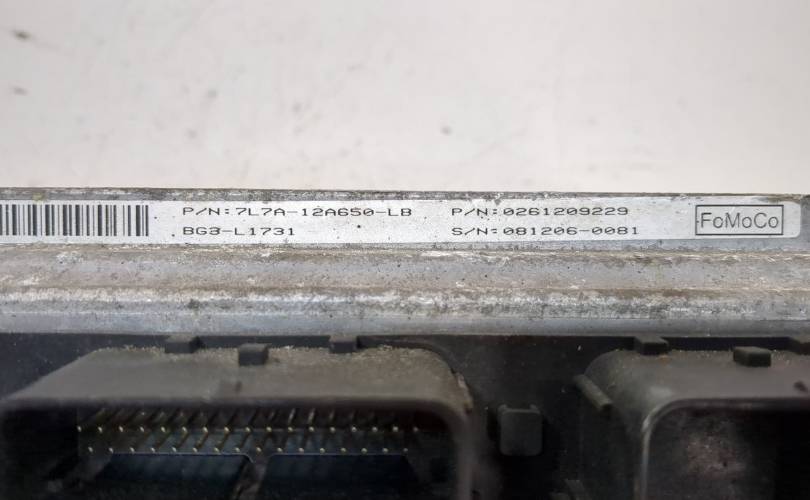 P/N:7L7A-12A650-LB P/N:0261209229
BG3-L1731 S/N:081206-0081
FoMoCo